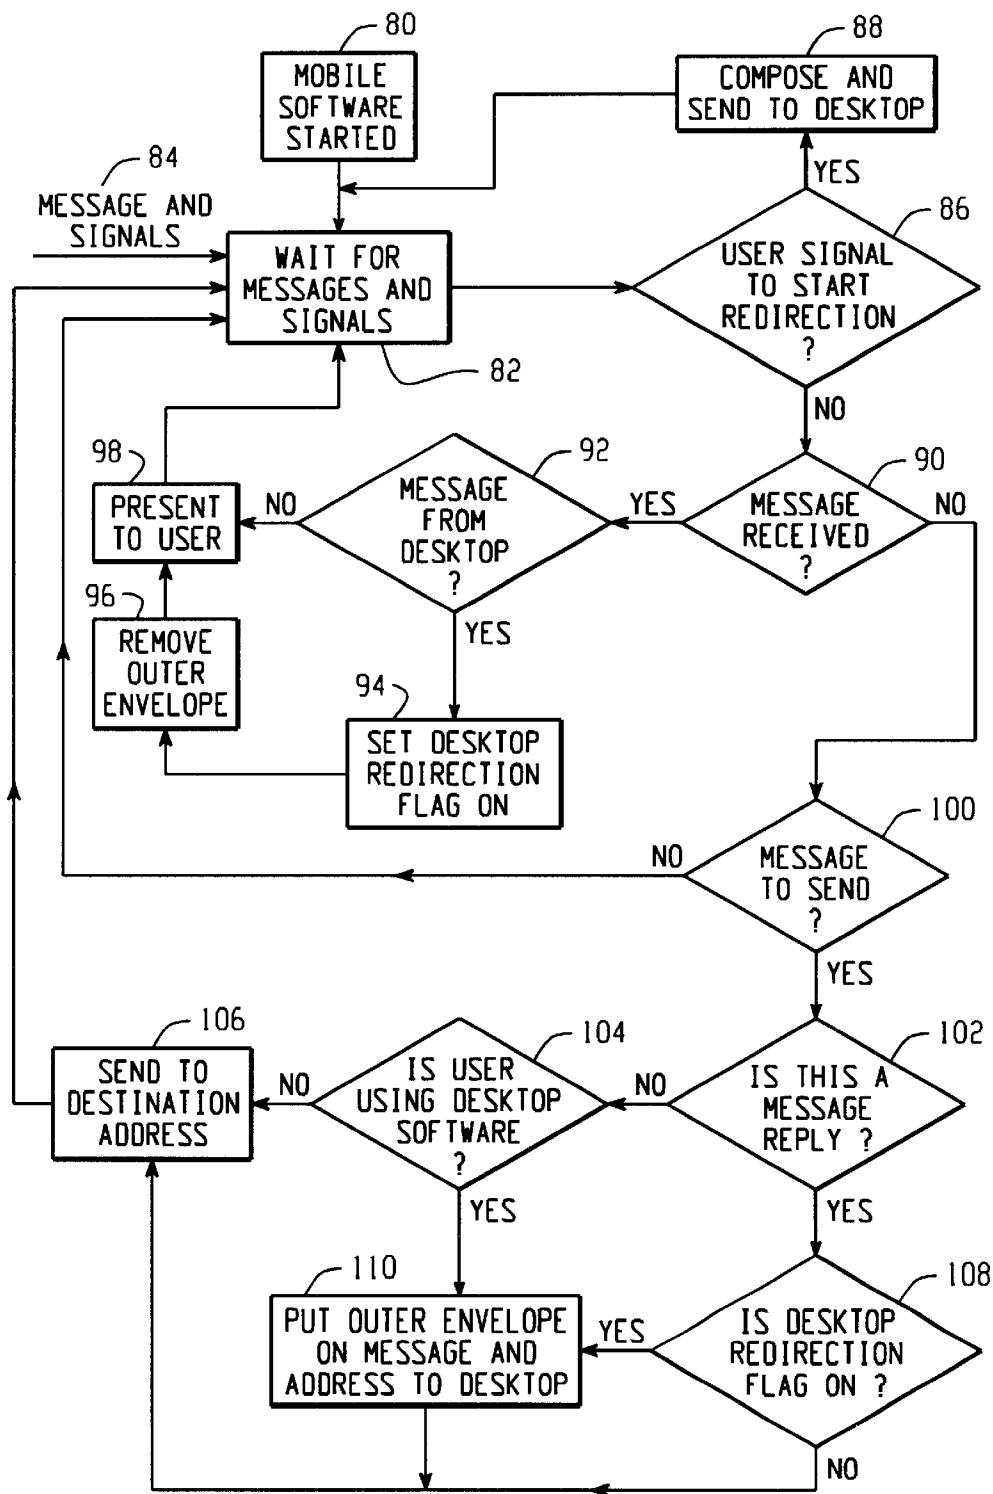 80
MOBILE
SOFTWARE
STARTED
88
COMPOSE AND
SEND TO DESKTOP
YES
84
MESSAGE AND
SIGNALS
WAIT FOR
MESSAGES AND
SIGNALS
82
86
USER SIGNAL
TO START
REDIRECTION
?
NO
90
MESSAGE
RECEIVED
?
YES
NO
92
MESSAGE
FROM
DESKTOP
?
NO
YES
98
PRESENT
TO USER
96
REMOVE
OUTER
ENVELOPE
94
SET DESKTOP
REDIRECTION
FLAG ON
100
MESSAGE
TO SEND
?
NO
YES
102
IS THIS A
MESSAGE
REPLY ?
NO
YES
104
IS USER
USING DESKTOP
SOFTWARE
?
NO
YES
106
SEND TO
DESTINATION
ADDRESS
108
IS DESKTOP
REDIRECTION
FLAG ON ?
YES
NO
110
PUT OUTER ENVELOPE
ON MESSAGE AND
ADDRESS TO DESKTOP